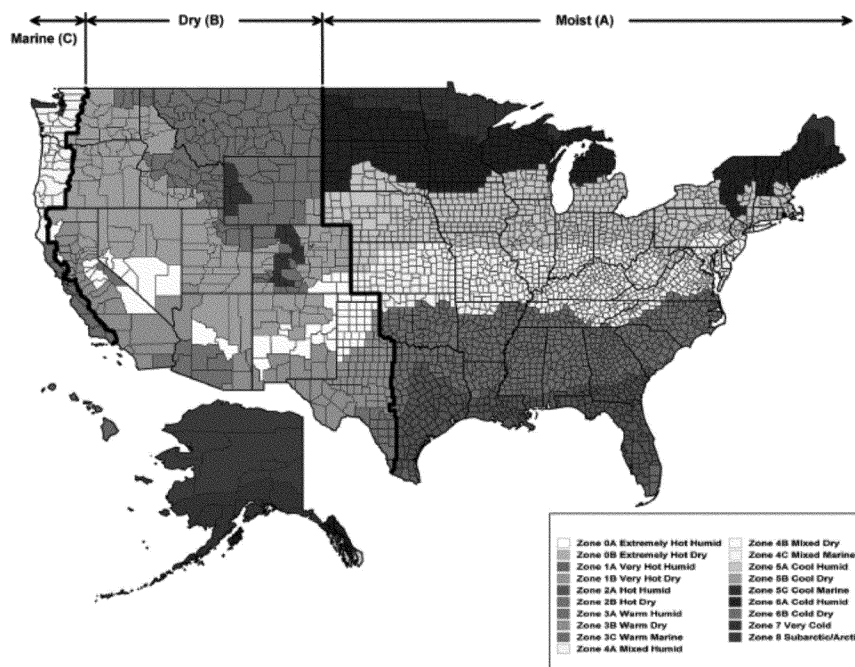 Marine (C)
Dry (B)
Moist (A)
Zone 0A Extremely Hot Humid
Zone 0B Extremely Hot Dry
Zone 1A Very Hot Humid
Zone 1B Very Hot Dry
Zone 2A Hot Humid
Zone 2B Hot Dry
Zone 3A Warm Humid
Zone 3B Warm Dry
Zone 3C Warm Marine
Zone 4A Mixed Humid
Zone 4B Mixed Dry
Zone 4C Mixed Marine
Zone 5A Cool Humid
Zone 5B Cool Dry
Zone 5C Cool Marine
Zone 6A Cold Humid
Zone 6B Cold Dry
Zone 7 Very Cold
Zone 8 Subarctic/Arcti